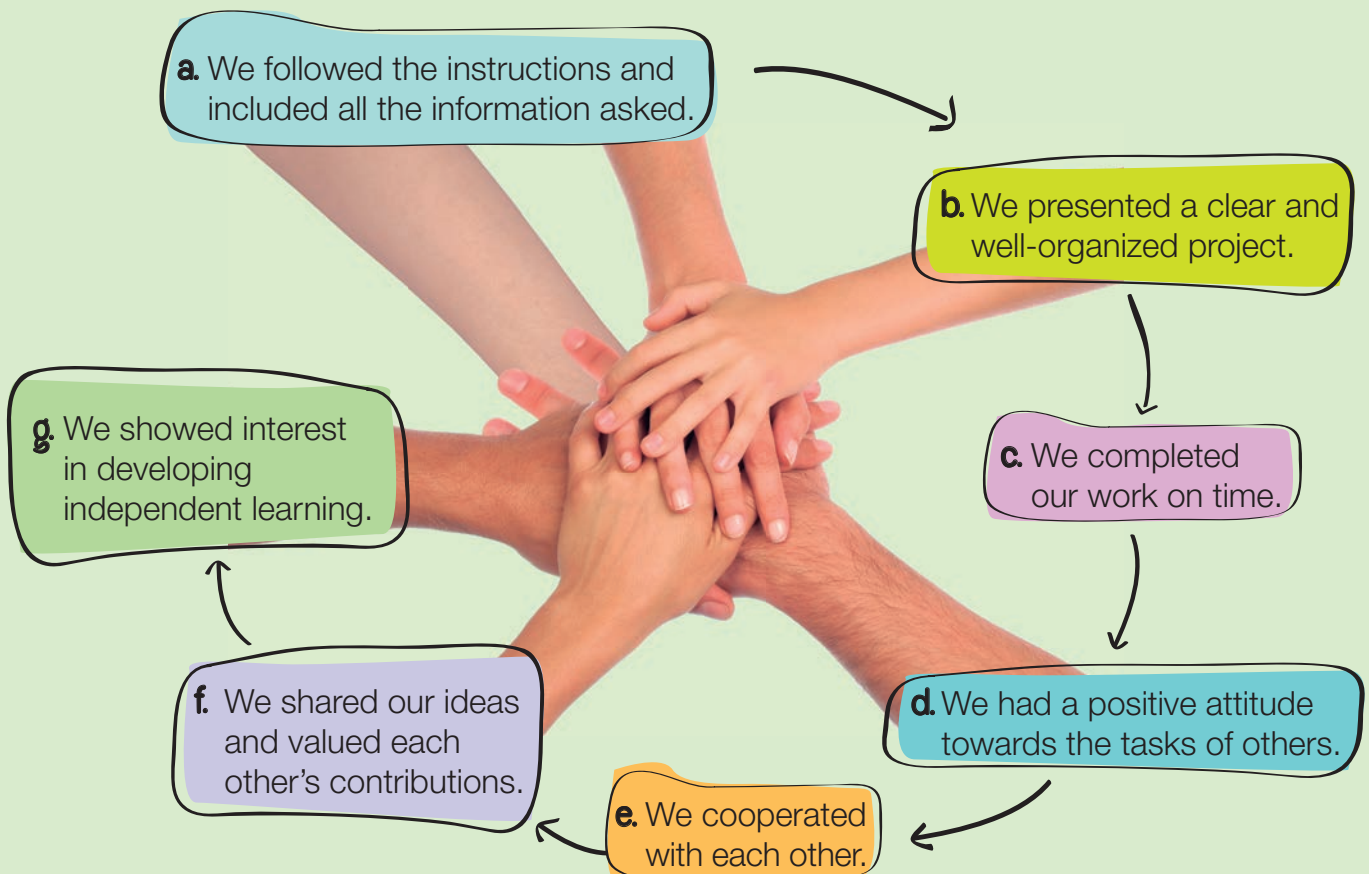 a. We followed the instructions and
included all the information asked.
b. We presented a clear and
well-organized project.
c. We completed
our work on time.
d. We had a positive attitude
towards the tasks of others.
e. We cooperated
with each other.
f. We shared our ideas
and valued each
other's contributions.
g. We showed interest
in developing
independent learning.